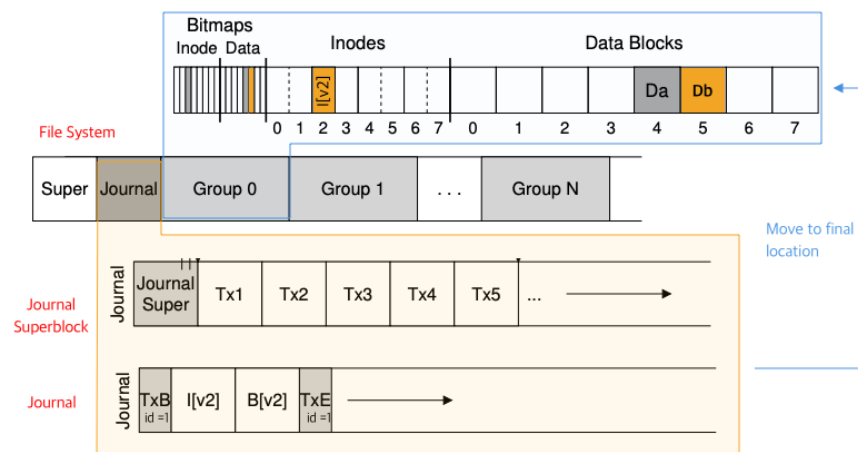 Bitmaps
Inode Data
Inodes
Data Blocks
I[v2]
Da
Db
0 1 2 3 4 5 6 7 0 1 2 3 4 5 6 7
File System
Super
Journal
Group 0
Group 1
. . .
Group N
Move to final
location
Journal
Superblock
Journal
Journal
Super
Tx1
Tx2
Tx3
Tx4
Tx5
...
Journal
Journal
TxB
id =1
I[v2]
B[v2]
TxE
id =1